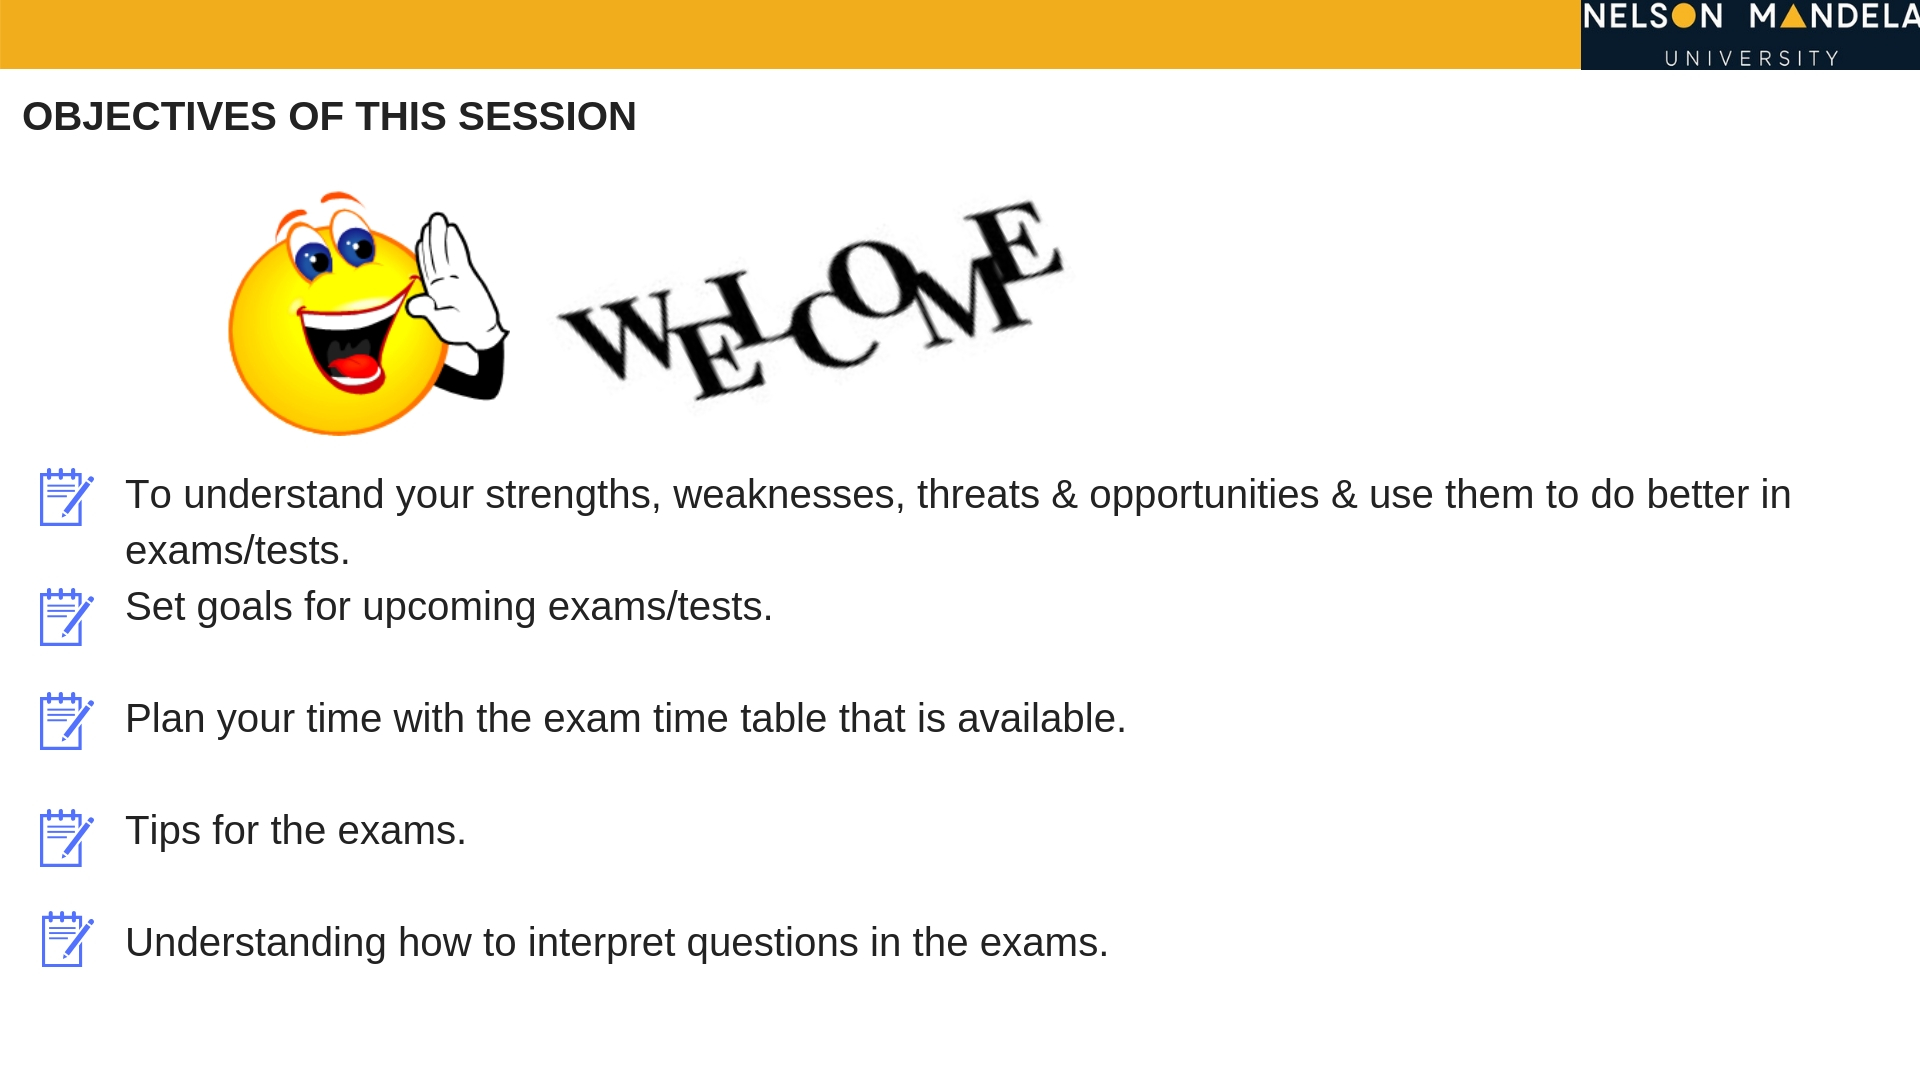 NELSON MANDELA
UNIVERSITY
OBJECTIVES OF THIS SESSION
WELCOME
To understand your strengths, weaknesses, threats & opportunities & use them to do better in
exams/tests.
Set goals for upcoming exams/tests.
Plan your time with the exam time table that is available.
Tips for the exams.
Understanding how to interpret questions in the exams.